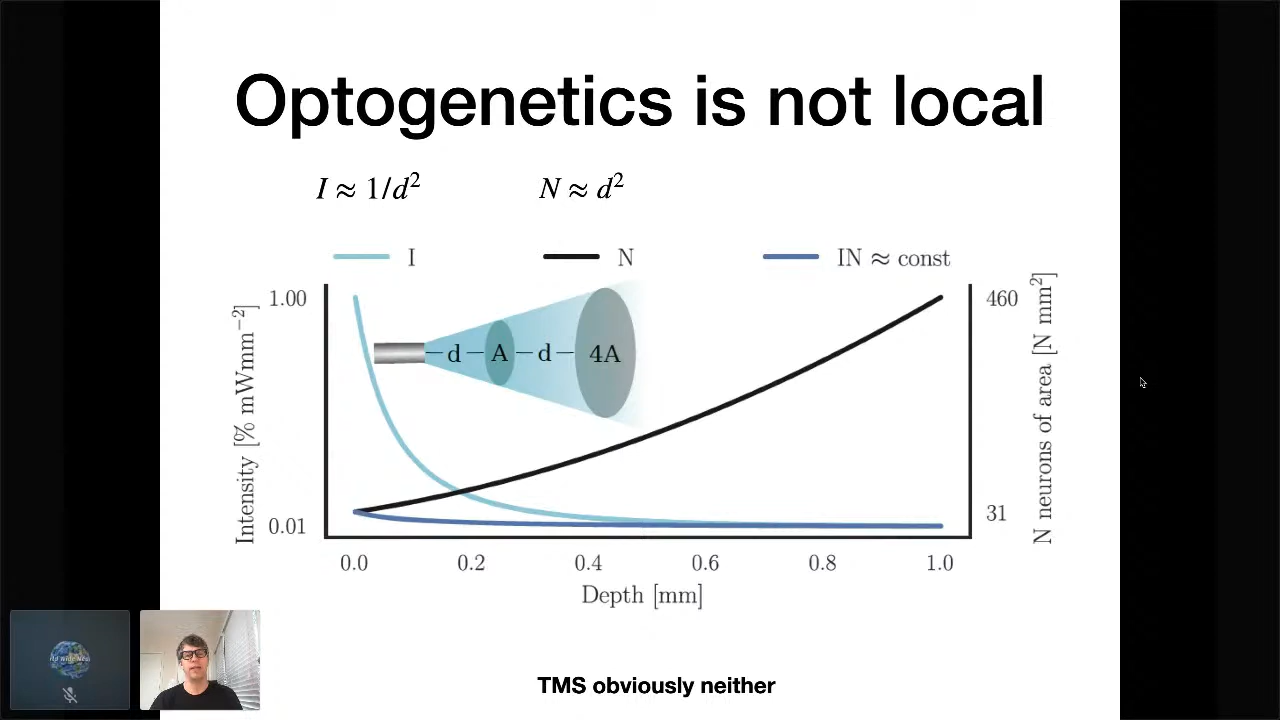 Optogenetics is not local
I ≈ 1/d²
N ≈ d²
I
N
IN ≈ const
Intensity [% mWmm⁻²]
1.00
0.01
d
A
d
4A
460
31
N neurons of area [N mm²]
0.0 0.2 0.4 0.6 0.8 1.0
Depth [mm]
TMS obviously neither